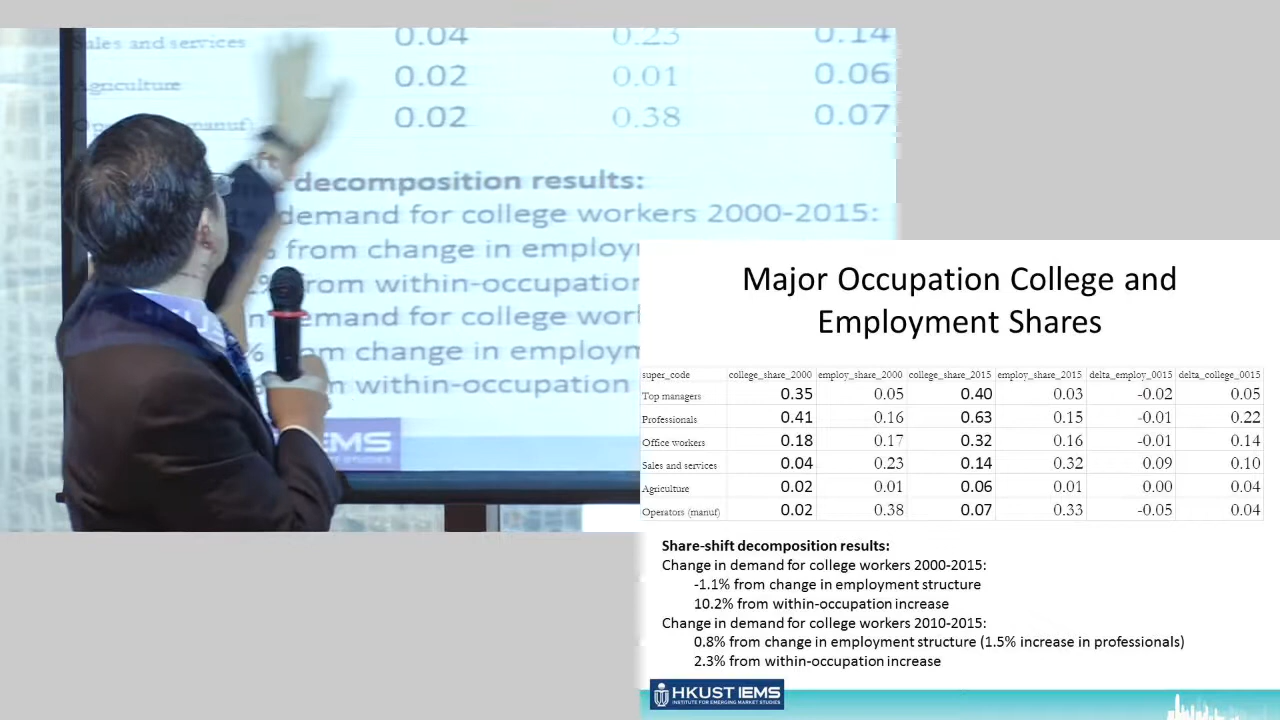 Sales and services 0.04 0.23 0.14
Agriculture 0.02 0.01 0.06
(manuf) 0.02 0.38 0.07
decomposition results:
demand for college workers 2000-2015:
from change in employ
from within-occupation
demand for college wor
change in employm
within-occupation
IEMS
Major Occupation College and
Employment Shares
super_code college_share_2000 employ_share_2000 college_share_2015 employ_share_2015 delta_employ_0015 delta_college_0015
Top managers 0.35 0.05 0.40 0.03 -0.02 0.05
Professionals 0.41 0.16 0.63 0.15 -0.01 0.22
Office workers 0.18 0.17 0.32 0.16 -0.01 0.14
Sales and services 0.04 0.23 0.14 0.32 0.09 0.10
Agriculture 0.02 0.01 0.06 0.01 0.00 0.04
Operators (manuf) 0.02 0.38 0.07 0.33 -0.05 0.04
Share-shift decomposition results:
Change in demand for college workers 2000-2015:
-1.1% from change in employment structure
10.2% from within-occupation increase
Change in demand for college workers 2010-2015:
0.8% from change in employment structure (1.5% increase in professionals)
2.3% from within-occupation increase
HKUST IEMS
INSTITUTE FOR EMERGING MARKET STUDIES